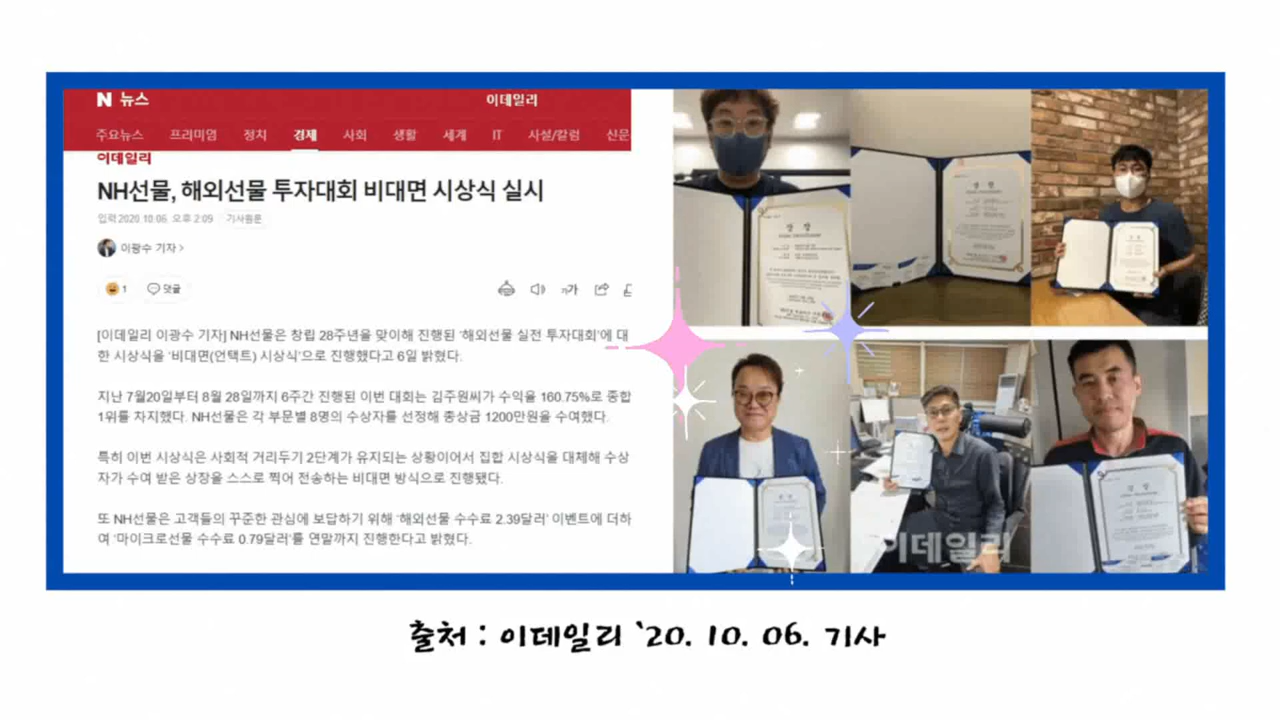 N 뉴스
이데일리
주요뉴스 프리미엄 정치 경제 사회 생활 세계 IT 사설/칼럼 신문
이데일리
NH선물, 해외선물 투자대회 비대면 시상식 실시
입력 2020.10.06. 오후 2:09 기사원문
이광수 기자 >
1 댓글
가가
[이데일리 이광수 기자] NH선물은 창립 28주년을 맞이해 진행된 '해외선물 실전 투자대회'에 대
한 시상식을 '비대면(언택트) 시상식'으로 진행했다고 6일 밝혔다.
지난 7월20일부터 8월 28일까지 6주간 진행된 이번 대회는 김주원씨가 수익율 160.75%로 종합
1위를 차지했다. NH선물은 각 부문별 8명의 수상자를 선정해 총상금 1200만원을 수여했다.
특히 이번 시상식은 사회적 거리두기 2단계가 유지되는 상황이어서 집합 시상식을 대체해 수상
자가 수여 받은 상장을 스스로 찍어 전송하는 비대면 방식으로 진행됐다.
또 NH선물은 고객들의 꾸준한 관심에 보답하기 위해 '해외선물 수수료 2.39달러' 이벤트에 더하
여 '마이크로선물 수수료 0.79달러'를 연말까지 진행한다고 밝혔다.
상장
상장
상장
이데일리
출처 : 이데일리 '20. 10. 06. 기사